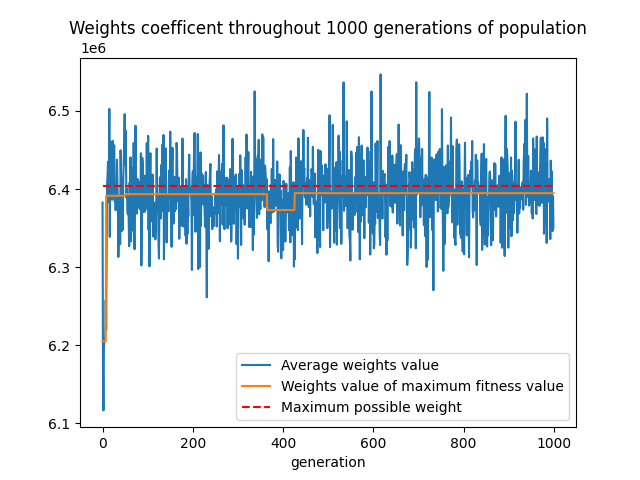 Weights coefficent throughout 1000 generations of population
1e6
6.5
6.4
6.3
6.2
6.1
Average weights value
Weights value of maximum fitness value
Maximum possible weight
0 200 400 600 800 1000
generation